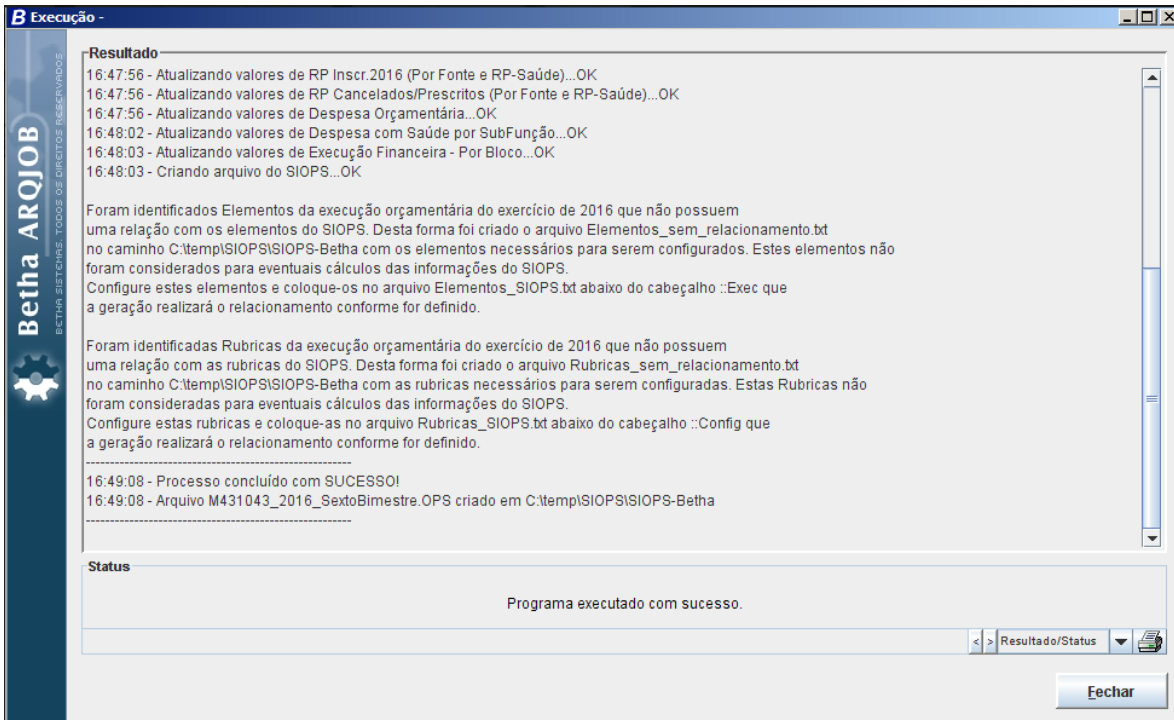 B Execução -
Betha ARQJOB
BETHA SISTEMAS. TODOS OS DIREITOS RESERVADOS
Resultado
16:47:56 - Atualizando valores de RP Inscr.2016 (Por Fonte e RP-Saúde)...OK
16:47:56 - Atualizando valores de RP Cancelados/Prescritos (Por Fonte e RP-Saúde)...OK
16:47:56 - Atualizando valores de Despesa Orçamentária...OK
16:48:02 - Atualizando valores de Despesa com Saúde por SubFunção...OK
16:48:03 - Atualizando valores de Execução Financeira - Por Bloco...OK
16:48:03 - Criando arquivo do SIOPS...OK
Foram identificados Elementos da execução orçamentária do exercício de 2016 que não possuem
uma relação com os elementos do SIOPS. Desta forma foi criado o arquivo Elementos_sem_relacionamento.txt
no caminho C:\temp\SIOPS\SIOPS-Betha com os elementos necessários para serem configurados. Estes elementos não
foram considerados para eventuais cálculos das informações do SIOPS.
Configure estes elementos e coloque-os no arquivo Elementos_SIOPS.txt abaixo do cabeçalho ::Exec que
a geração realizará o relacionamento conforme for definido.
Foram identificadas Rubricas da execução orçamentária do exercício de 2016 que não possuem
uma relação com as rubricas do SIOPS. Desta forma foi criado o arquivo Rubricas_sem_relacionamento.txt
no caminho C:\temp\SIOPS\SIOPS-Betha com as rubricas necessários para serem configuradas. Estas Rubricas não
foram consideradas para eventuais cálculos das informações do SIOPS.
Configure estas rubricas e coloque-as no arquivo Rubricas_SIOPS.txt abaixo do cabeçalho ::Config que
a geração realizará o relacionamento conforme for definido.
-------------------------------------------------------
16:49:08 - Processo concluído com SUCESSO!
16:49:08 - Arquivo M431043_2016_SextoBimestre.OPS criado em C:\temp\SIOPS\SIOPS-Betha
-------------------------------------------------------
Status
Programa executado com sucesso.
< > Resultado/Status
Fechar